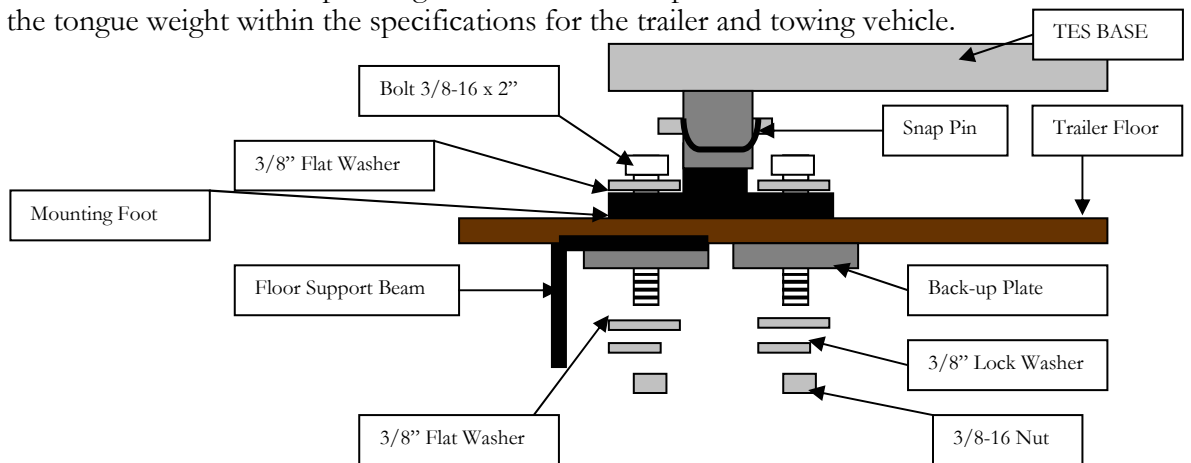 the tongue weight within the specifications for the trailer and towing vehicle.
TES BASE
Bolt 3/8-16 x 2”
Snap Pin
Trailer Floor
3/8” Flat Washer
Mounting Foot
Floor Support Beam
Back-up Plate
3/8” Lock Washer
3/8” Flat Washer
3/8-16 Nut